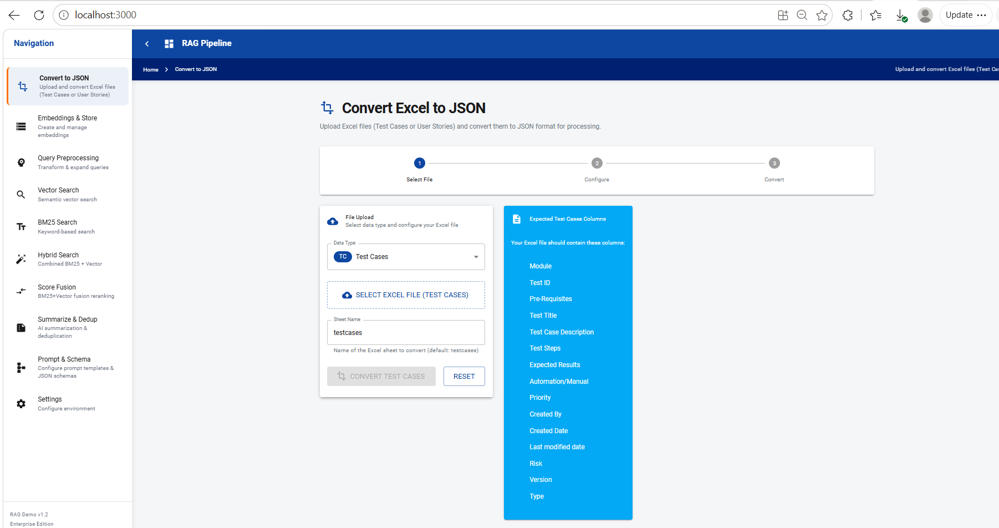 localhost:3000
Update
Navigation
RAG Pipeline
Home > Convert to JSON
Upload and convert Excel files (Test Cas
Convert to JSON
Upload and convert Excel files
(Test Cases or User Stories)
Embeddings & Store
Create and manage
embeddings
Query Preprocessing
Transform & expand queries
Vector Search
Semantic vector search
BM25 Search
Keyword-based search
Hybrid Search
Combined BM25 + Vector
Score Fusion
BM25+Vector fusion reranking
Summarize & Dedup
AI summarization &
deduplication
Prompt & Schema
Configure prompt templates &
JSON schemas
Settings
Configure environment
RAG Demo v1.2
Enterprise Edition
Convert Excel to JSON
Upload Excel files (Test Cases or User Stories) and convert them to JSON format for processing.
1
2
3
Select File
Configure
Convert
File Upload
Select data type and configure your Excel file
Data Type
TC Test Cases
SELECT EXCEL FILE (TEST CASES)
Sheet Name
testcases
Name of the Excel sheet to convert (default: testcases)
CONVERT TEST CASES
RESET
Expected Test Cases Columns
Your Excel file should contain these columns:
Module
Test ID
Pre-Requisites
Test Title
Test Case Description
Test Steps
Expected Results
Automation/Manual
Priority
Created By
Created Date
Last modified date
Risk
Version
Type